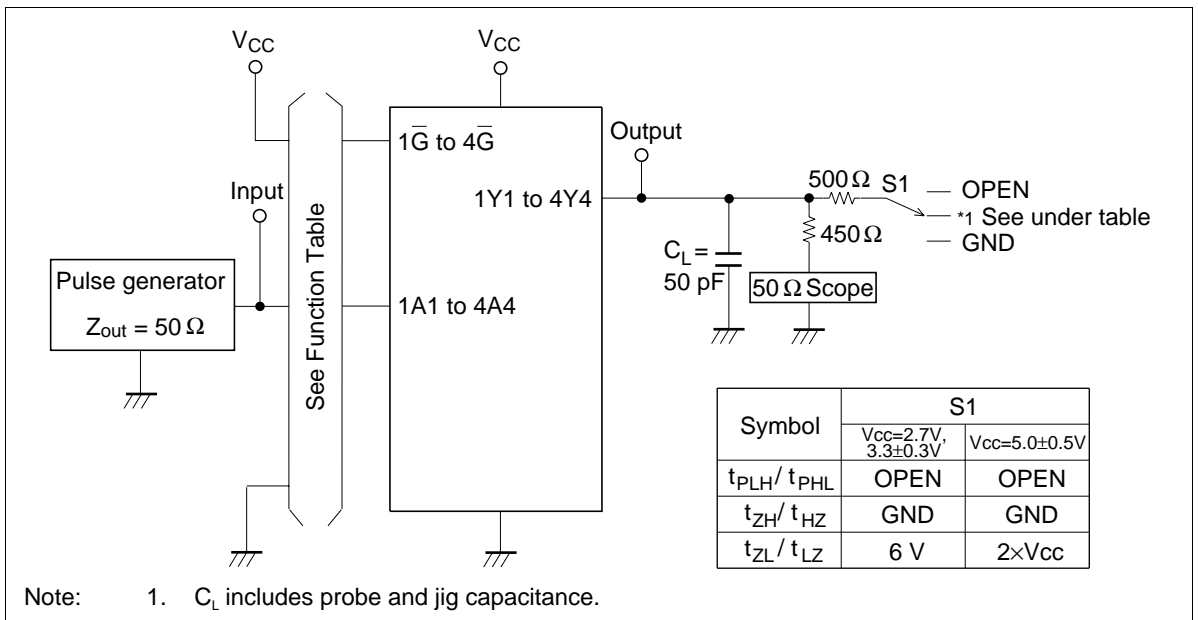 VCC
VCC
1G̅ to 4G̅
Output
Input
1Y1 to 4Y4
500 Ω
S1
OPEN
*1 See under table
GND
450 Ω
CL =
50 pF
50 Ω Scope
Pulse generator
Zout = 50 Ω
See Function Table
1A1 to 4A4
Symbol
S1
Vcc=2.7V,
3.3±0.3V
Vcc=5.0±0.5V
tPLH / tPHL OPEN OPEN
tZH / tHZ GND GND
tZL / tLZ 6 V 2×Vcc
Note: 1. CL includes probe and jig capacitance.